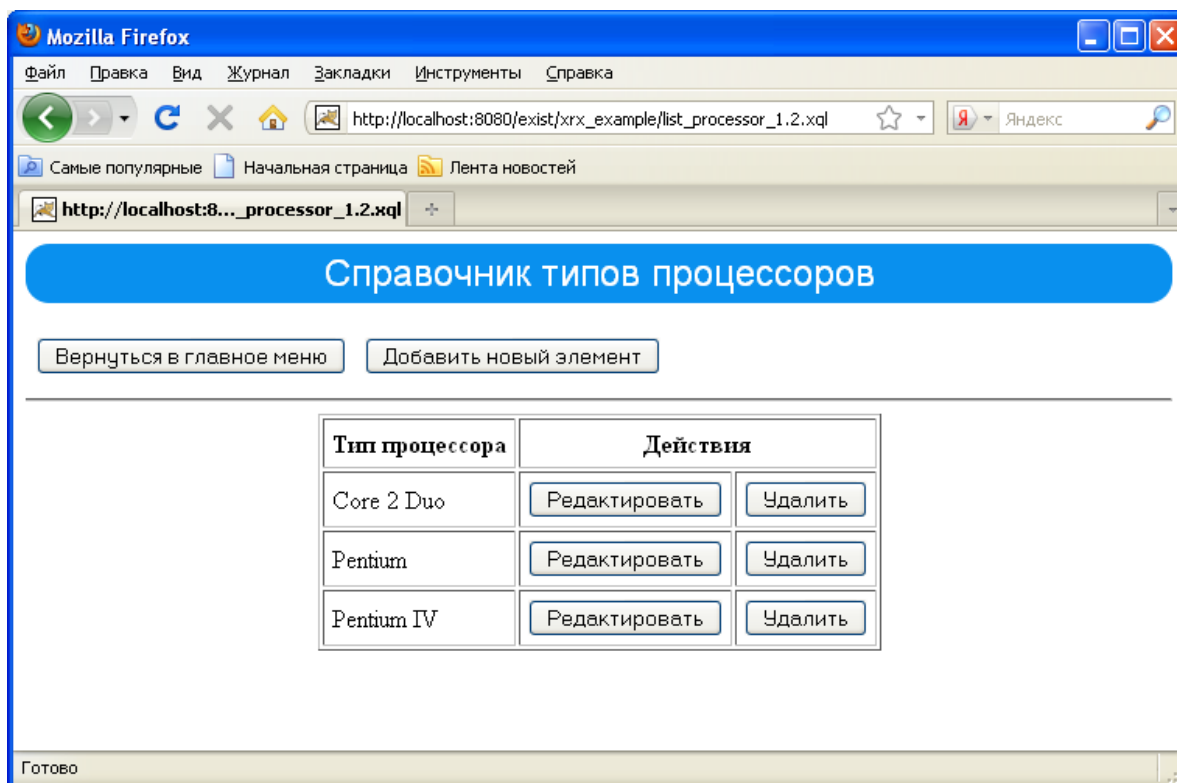 Mozilla Firefox
Файл Правка Вид Журнал Закладки Инструменты Справка
http://localhost:8080/exist/xrx_example/list_processor_1.2.xql Я Яндекс
Самые популярные Начальная страница Лента новостей
http://localhost:8..._processor_1.2.xql
Справочник типов процессоров
Вернуться в главное меню Добавить новый элемент
Тип процессора Действия
Core 2 Duo Редактировать Удалить
Pentium Редактировать Удалить
Pentium IV Редактировать Удалить
Готово